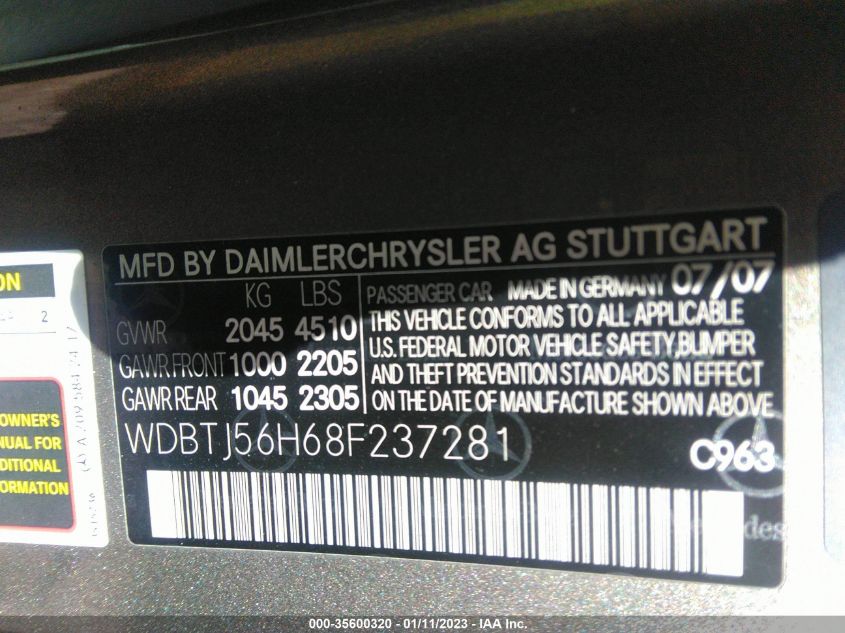 MFD BY DAIMLERCHRYSLER AG STUTTGART
KG LBS PASSENGER CAR MADE IN GERMANY 07/07
GVWR 2045 4510
GAWR FRONT 1000 2205
GAWR REAR 1045 2305
THIS VEHICLE CONFORMS TO ALL APPLICABLE
U.S. FEDERAL MOTOR VEHICLE SAFETY, BUMPER
AND THEFT PREVENTION STANDARDS IN EFFECT
ON THE DATE OF MANUFACTURE SHOWN ABOVE
WDBTJ56H68F237281 C963
ON
2
OWNER'S
NUAL FOR
DITIONAL
FORMATION
des
000-35600320 - 01/11/2023 - IAA Inc.